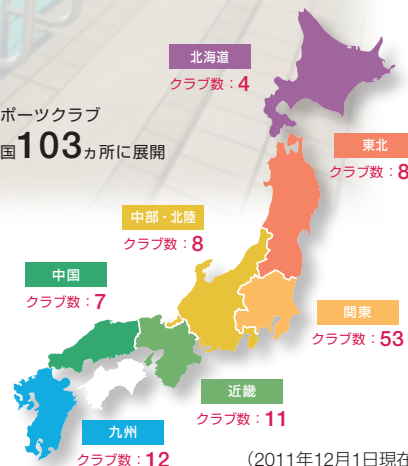 北海道
クラブ数：4
ポーツクラブ
国103ヵ所に展開
東北
クラブ数：8
中部・北陸
クラブ数：8
中国
クラブ数：7
関東
クラブ数：53
近畿
クラブ数：11
九州
クラブ数：12
（2011年12月1日現在